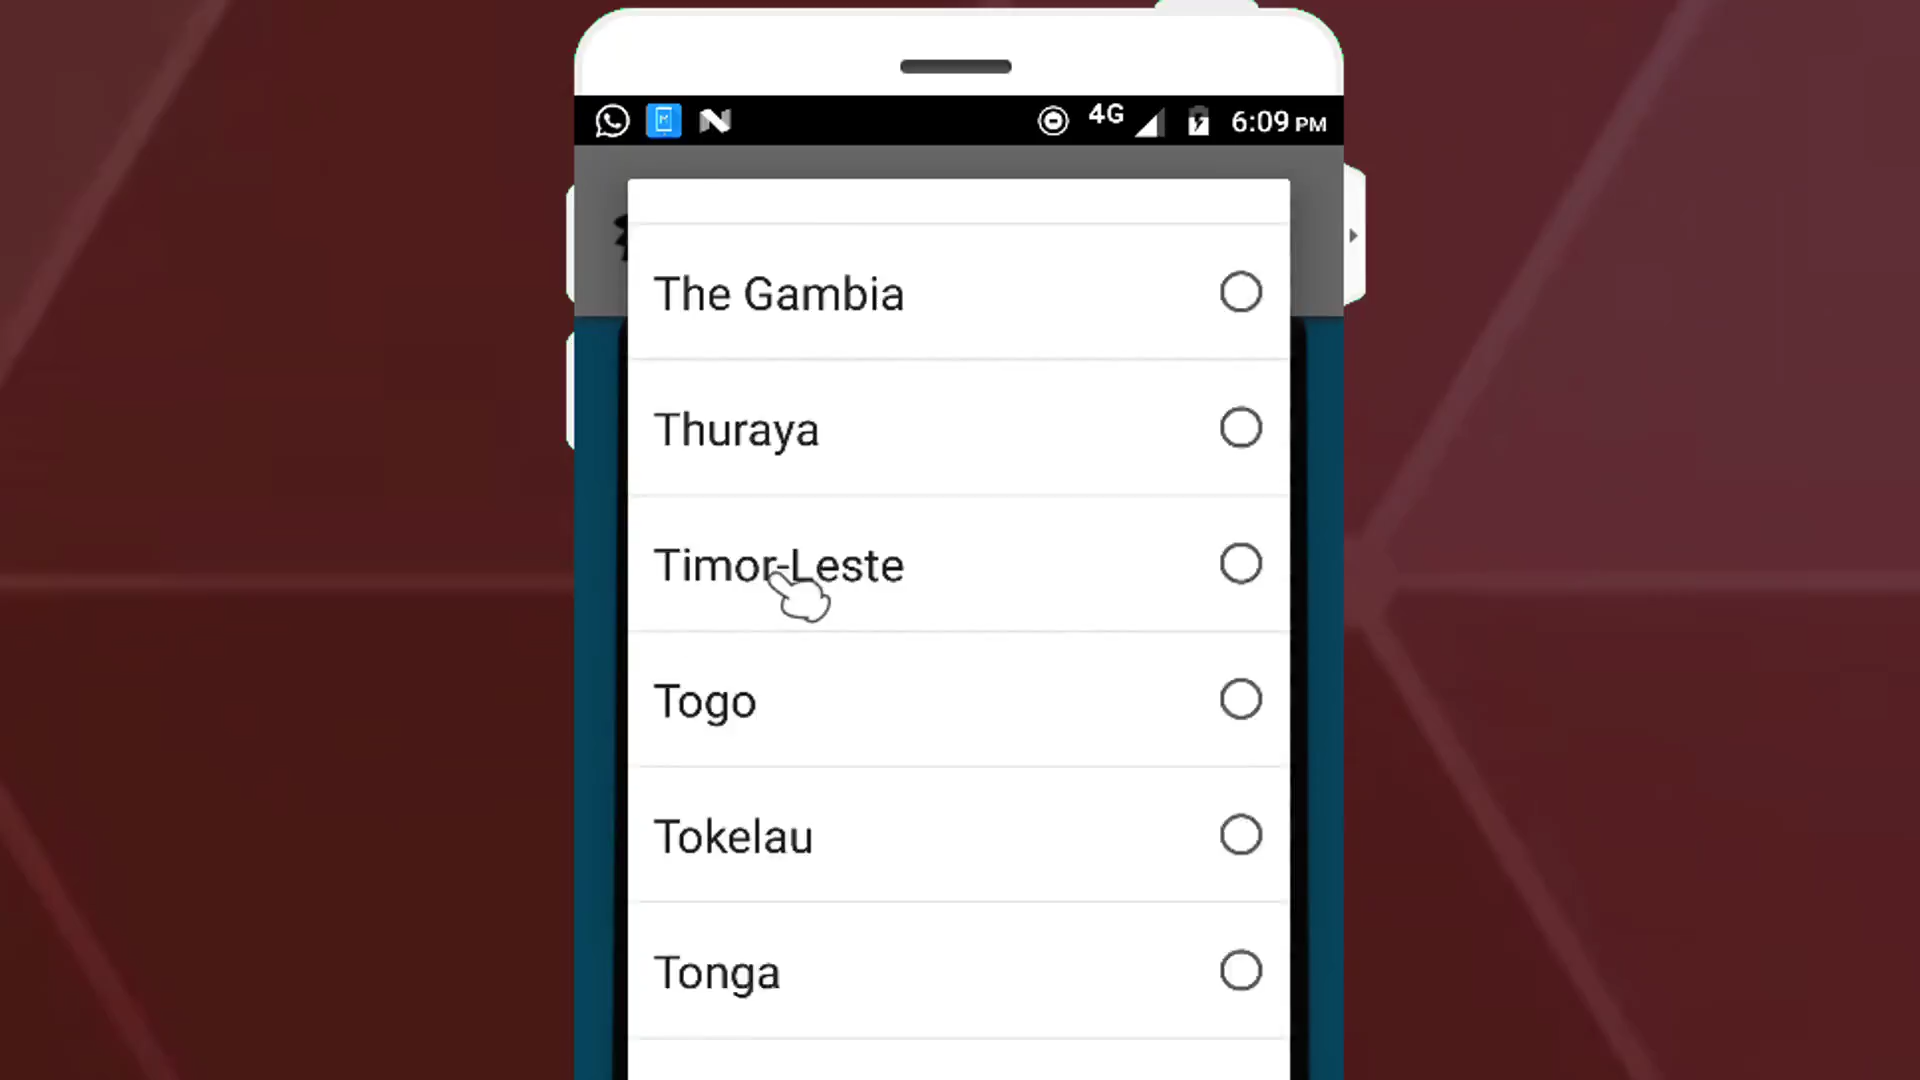 4G 6:09 PM
The Gambia
Thuraya
Timor-Leste
Togo
Tokelau
Tonga